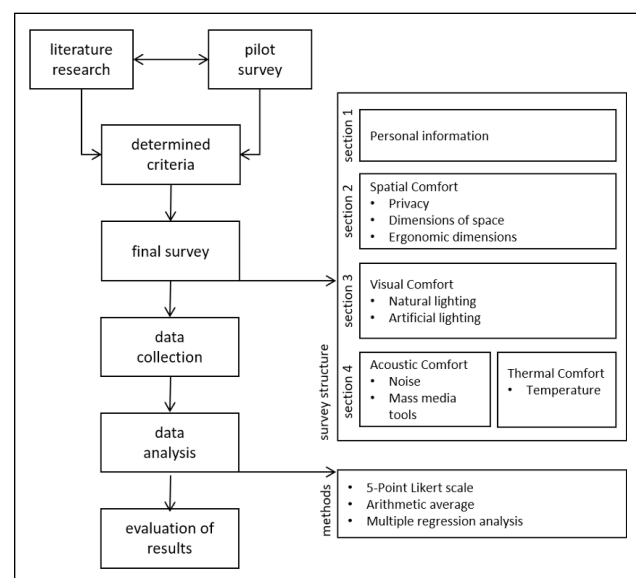 literature
research
pilot
survey
determined
criteria
final survey
data
collection
data
analysis
evaluation of
results
survey structure
section 1
Personal information
section 2
Spatial Comfort
• Privacy
• Dimensions of space
• Ergonomic dimensions
section 3
Visual Comfort
• Natural lighting
• Artificial lighting
section 4
Acoustic Comfort
• Noise
• Mass media
tools
Thermal Comfort
• Temperature
methods
• 5-Point Likert scale
• Arithmetic average
• Multiple regression analysis